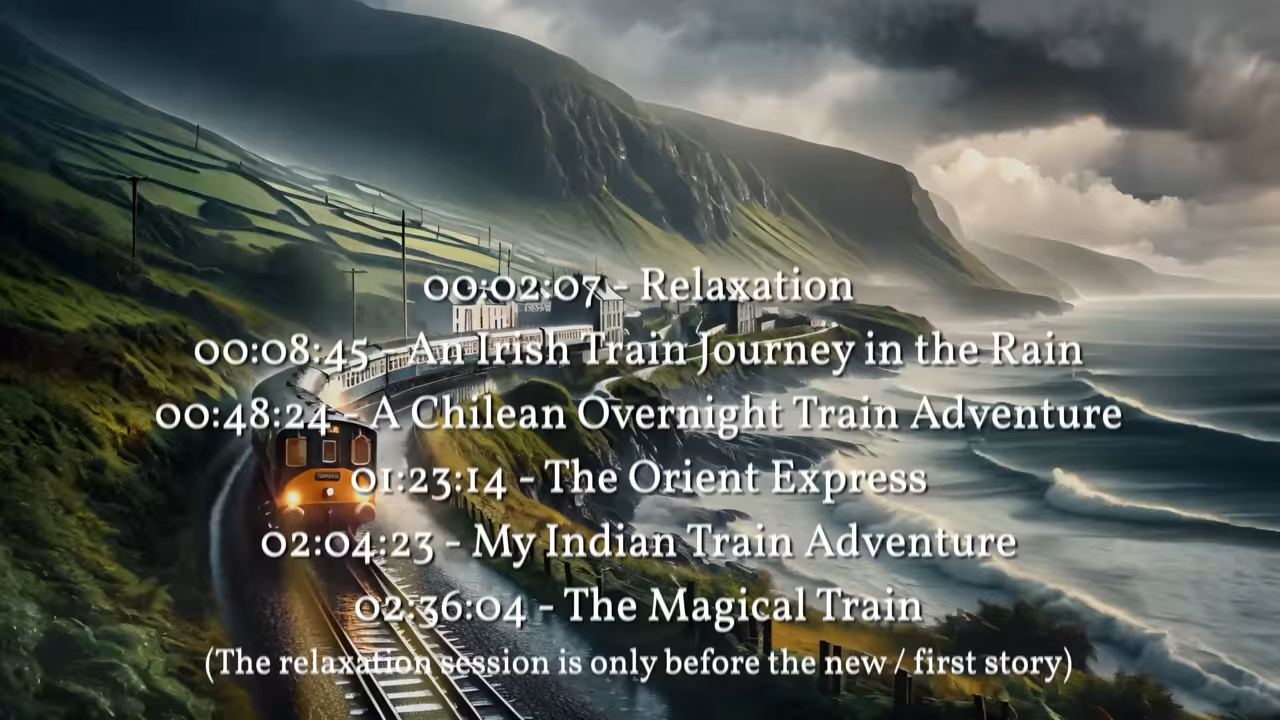 00:02:07 - Relaxation
00:08:45 - An Irish Train Journey in the Rain
00:48:24 - A Chilean Overnight Train Adventure
01:23:14 - The Orient Express
02:04:23 - My Indian Train Adventure
02:36:04 - The Magical Train
(The relaxation session is only before the new / first story)